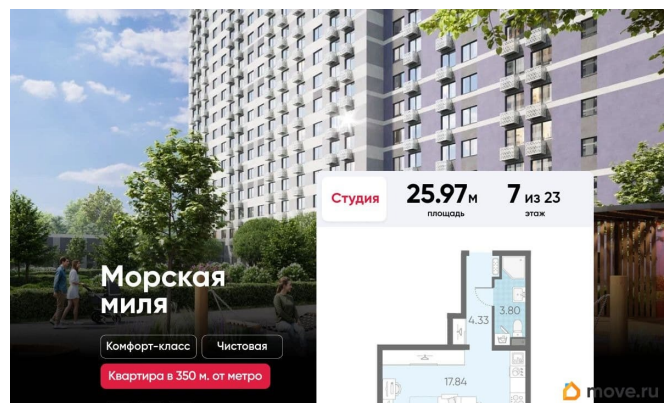 Студия
25.97м
площадь
7 из 23
этаж
Морская
миля
Комфорт-класс
Чистовая
Квартира в 350 м. от метро
4.33
3.80
17.84
move.ru